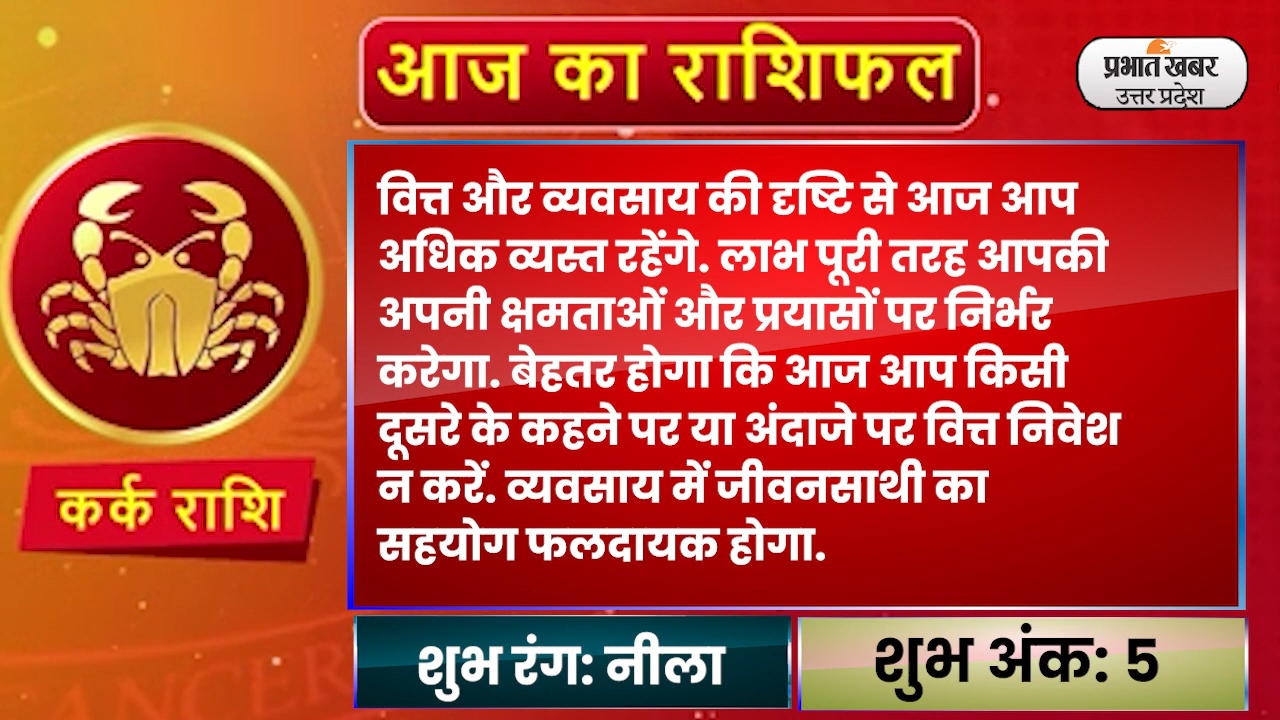 आज का राशिफल
प्रभात खबर
उत्तर प्रदेश
वित्त और व्यवसाय की दृष्टि से आज आप
अधिक व्यस्त रहेंगे. लाभ पूरी तरह आपकी
अपनी क्षमताओं और प्रयासों पर निर्भर
करेगा. बेहतर होगा कि आज आप किसी
दूसरे के कहने पर या अंदाजे पर वित्त निवेश
न करें. व्यवसाय में जीवनसाथी का
सहयोग फलदायक होगा.
कर्क राशि
शुभ रंग: नीला
शुभ अंक: 5
CANCER